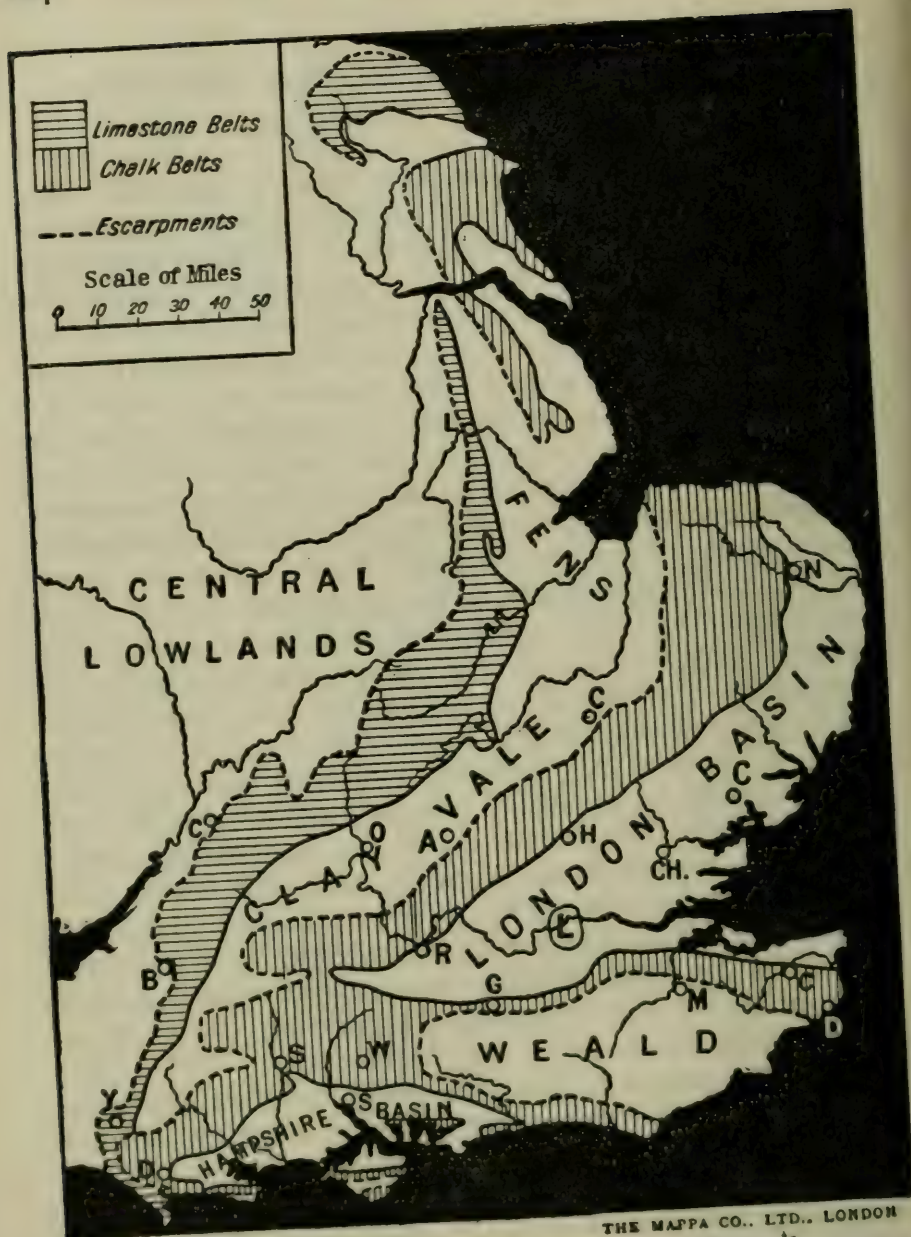 Limestone Belts
Chalk Belts
Escarpments
Scale of Miles
0 10 20 30 40 50
L
FENS
CENTRAL
LOWLANDS
N
C
CLAY VALE
LONDON BASIN
C
C
O
A
H
CH.
L
R
B
G
M
C
D
WEALD
S
W
Y
S
HAMPSHIRE BASIN
D
THE MAPPA CO., LTD., LONDON